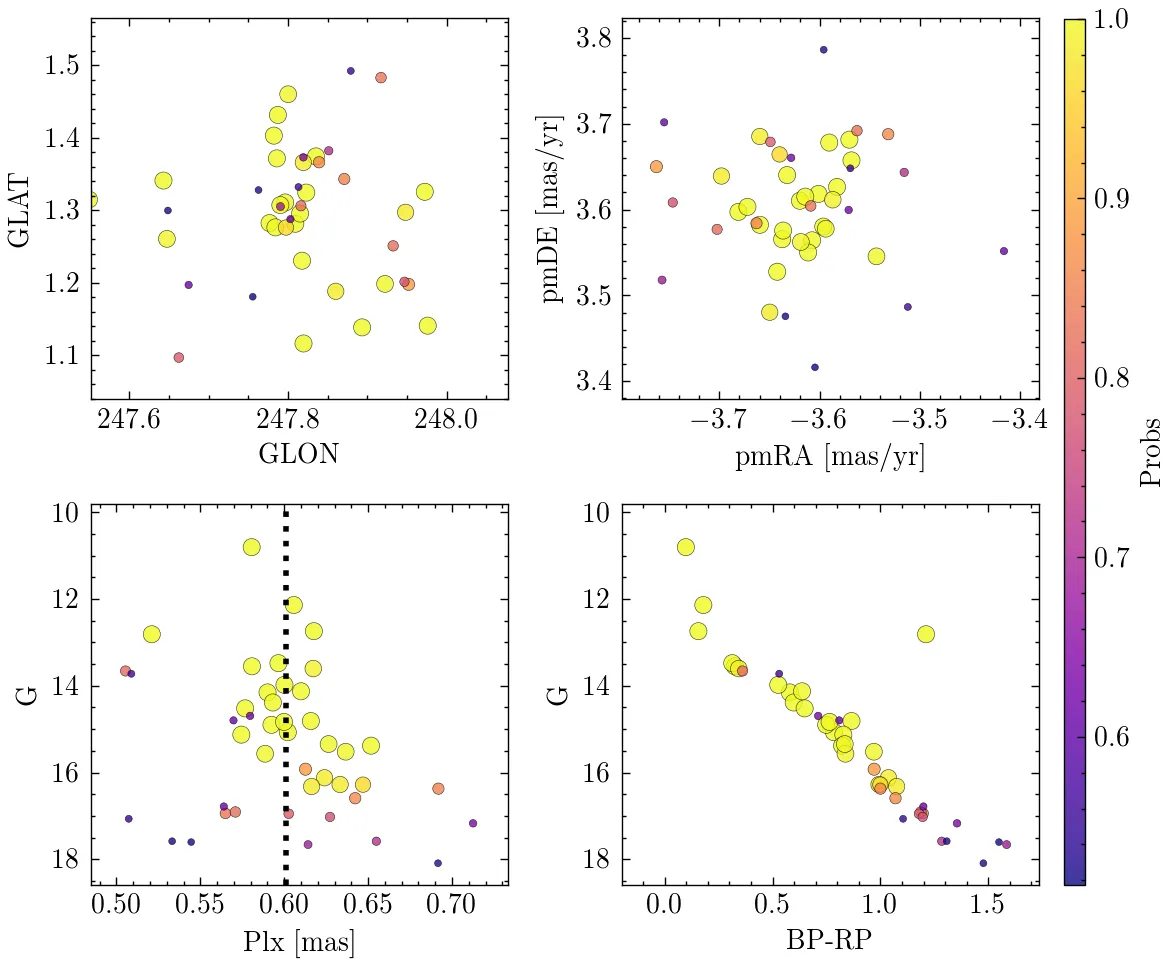 1.5
1.4
1.3
1.2
1.1
GLAT
247.6 247.8 248.0
GLON
3.8
3.7
3.6
3.5
3.4
pmDE [mas/yr]
−3.7 −3.6 −3.5 −3.4
pmRA [mas/yr]
10
12
14
16
18
G
0.50 0.55 0.60 0.65 0.70
Plx [mas]
10
12
14
16
18
G
0.0 0.5 1.0 1.5
BP-RP
1.0
0.9
0.8
0.7
0.6
Probs